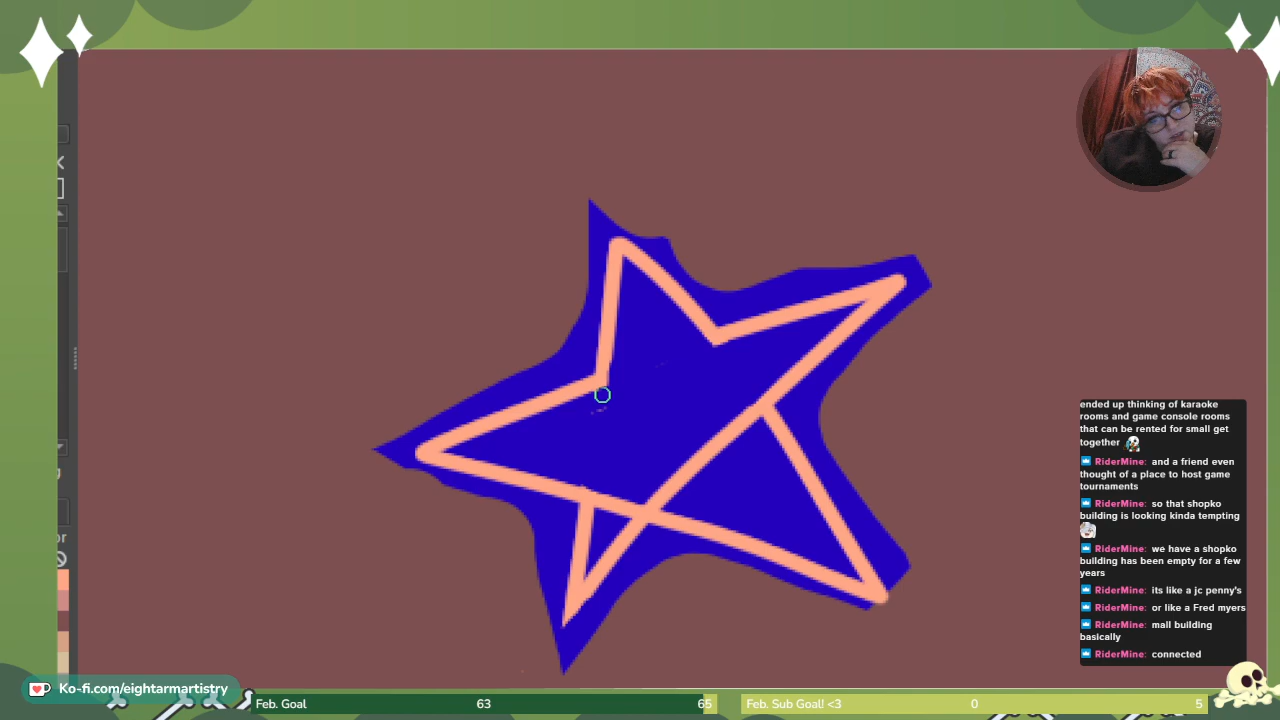 ended up thinking of karaoke
rooms and game console rooms
that can be rented for small get
together
RiderMine: and a friend even
thought of a place to host game
tournaments
RiderMine: so that shopko
building is looking kinda tempting
RiderMine: we have a shopko
building has been empty for a few
years
RiderMine: its like a jc penny's
RiderMine: or like a Fred myers
RiderMine: mall building
basically
RiderMine: connected
or
Ko-fi.com/eightarmartistry
Feb. Goal 63 65
Feb. Sub Goal! <3 0 5